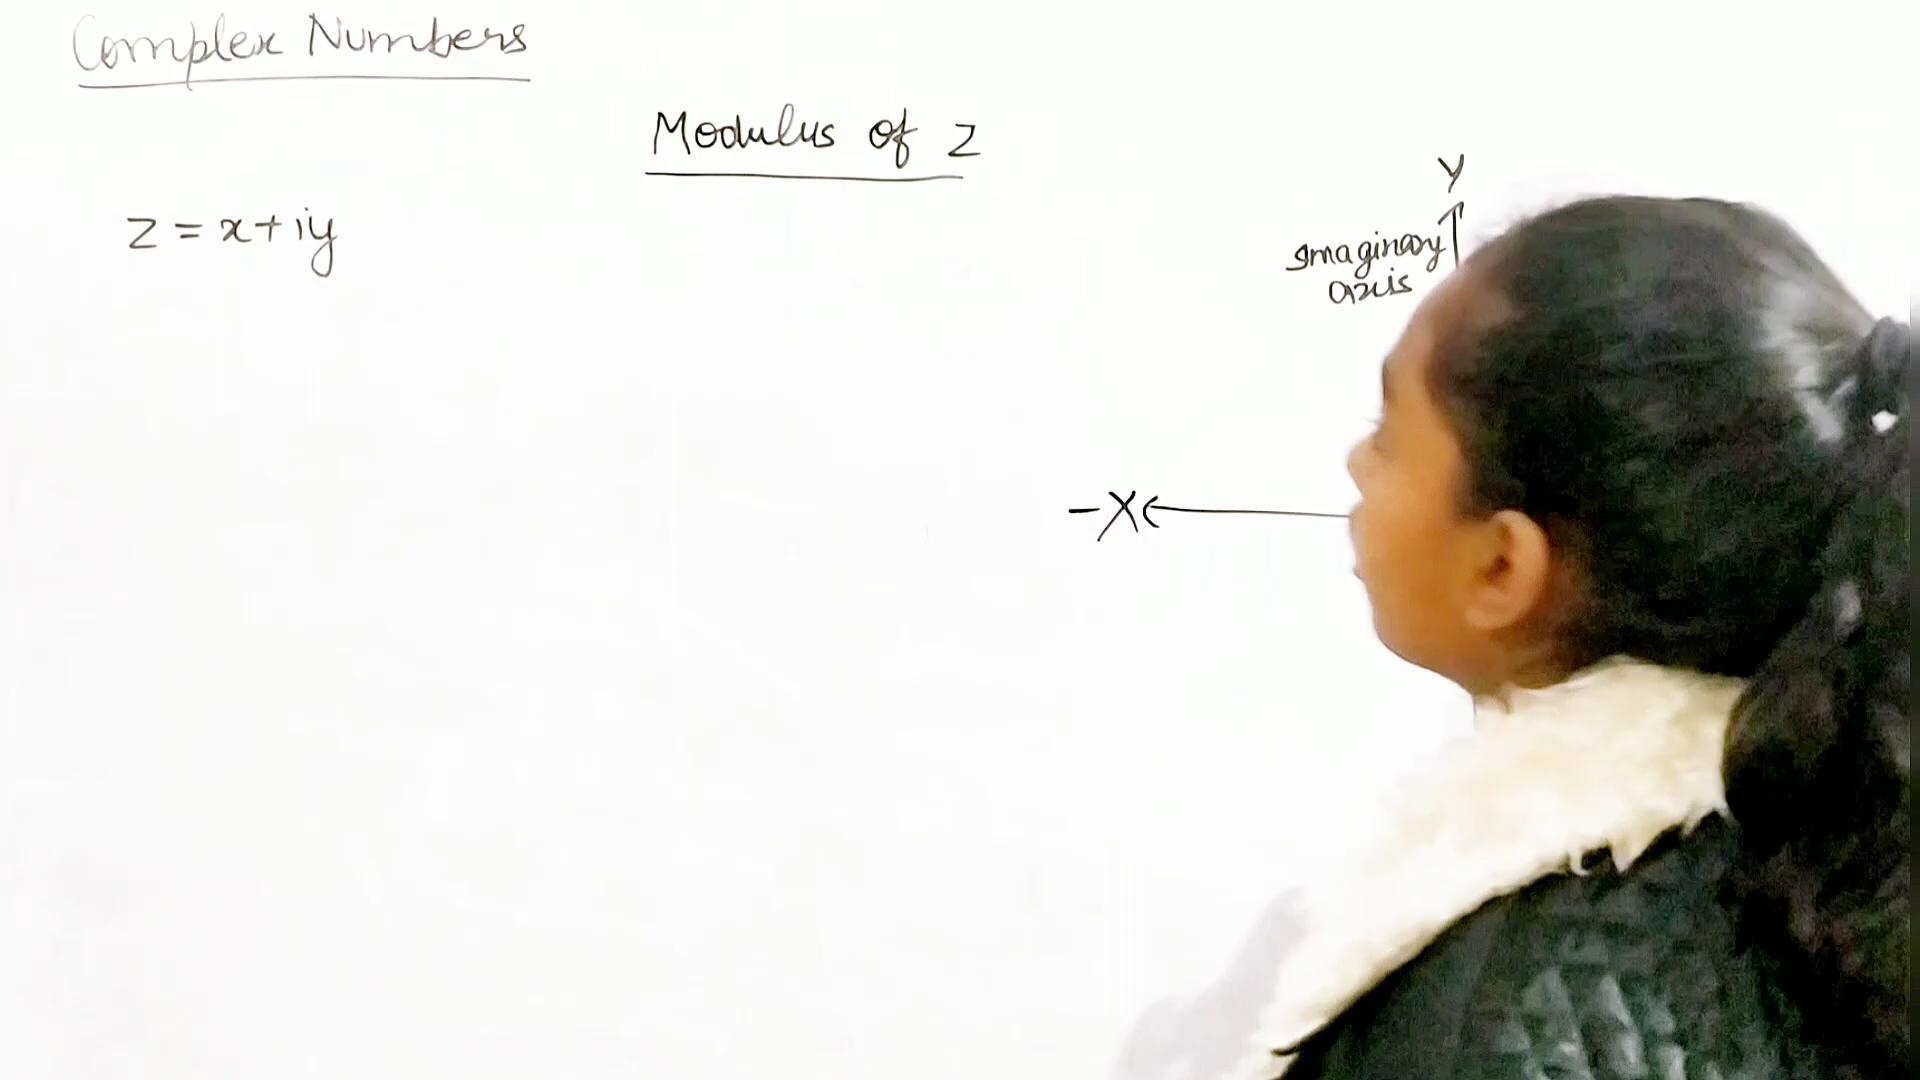 Complex Numbers
Modulus of z
z = x + iy
Y
Imaginary
axis
-X